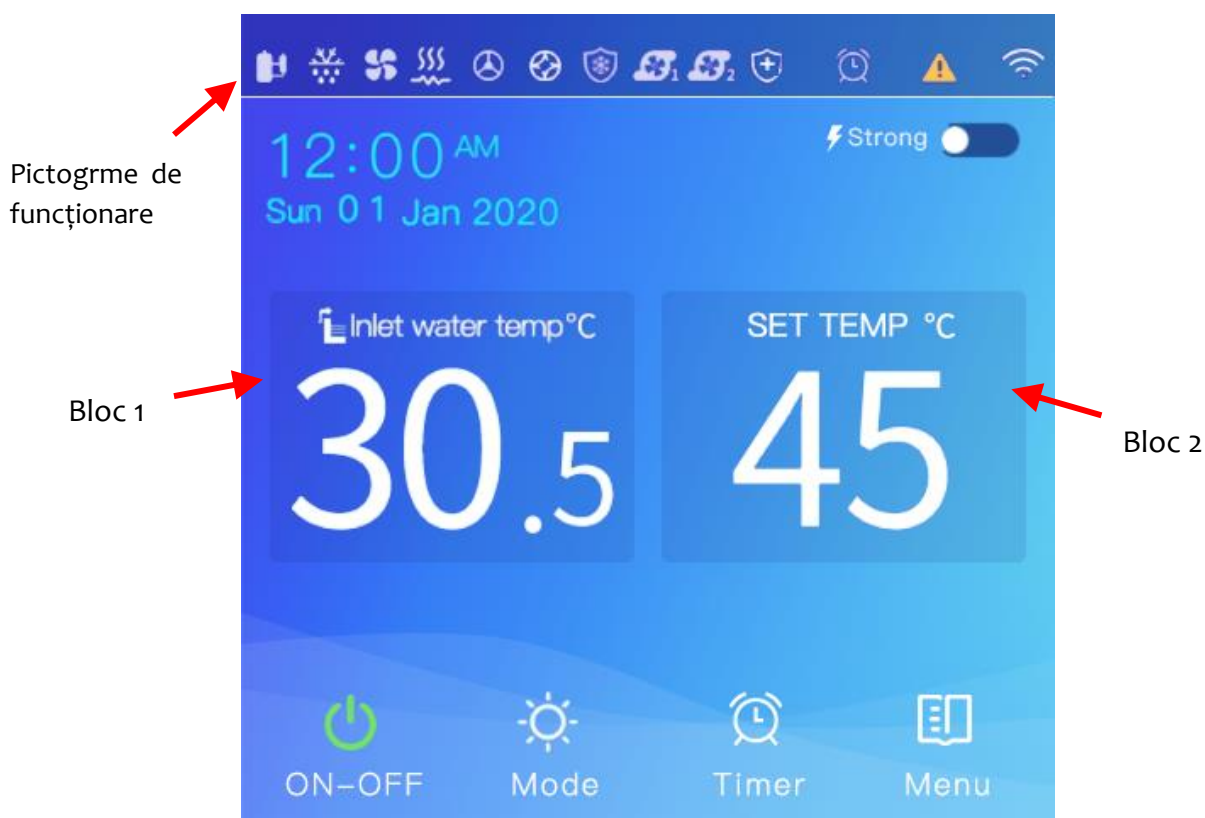 1
2
12:00 AM
Strong
Sun 01 Jan 2020
Pictogrme de
funcționare
Inlet water temp°C
30.5
SET TEMP °C
45
Bloc 1
Bloc 2
ON–OFF
Mode
Timer
Menu